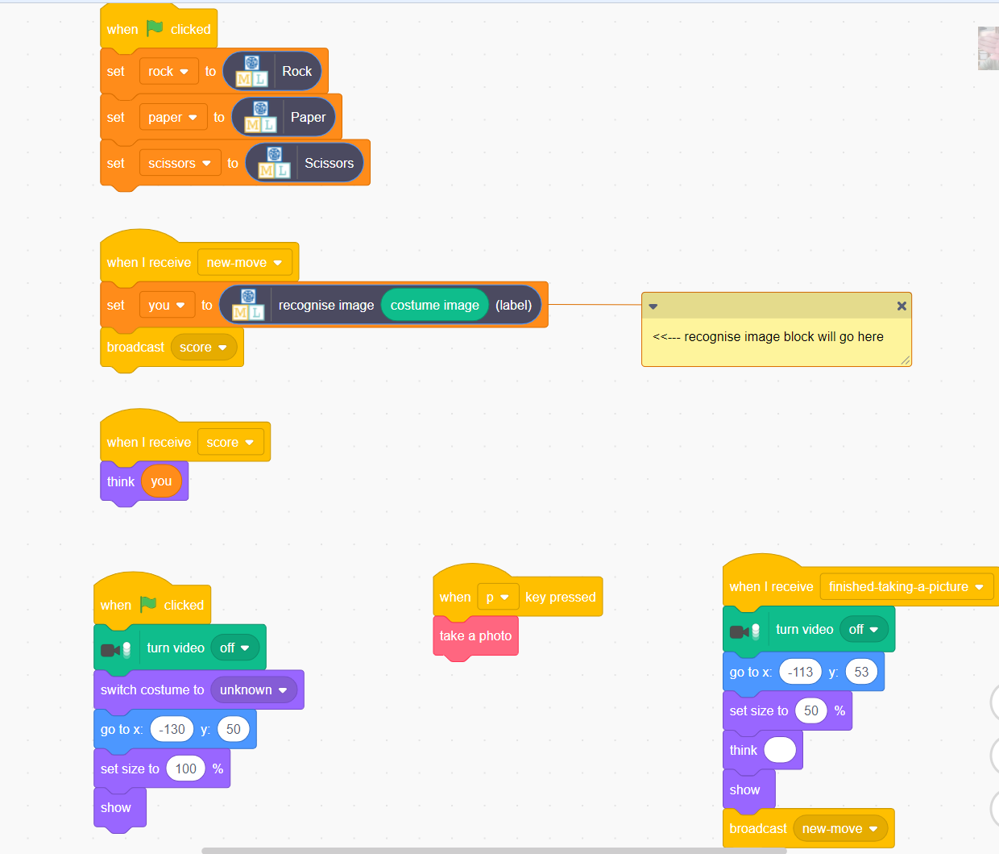 when clicked
set rock to ML Rock
set paper to ML Paper
set scissors to ML Scissors
when I receive new-move
set you to ML recognise image costume image (label)
<<--- recognise image block will go here
broadcast score
when I receive score
think you
when clicked
turn video off
switch costume to unknown
go to x: -130 y: 50
set size to 100 %
show
when p key pressed
take a photo
when I receive finished-taking-a-picture
turn video off
go to x: -113 y: 53
set size to 50 %
think
show
broadcast new-move